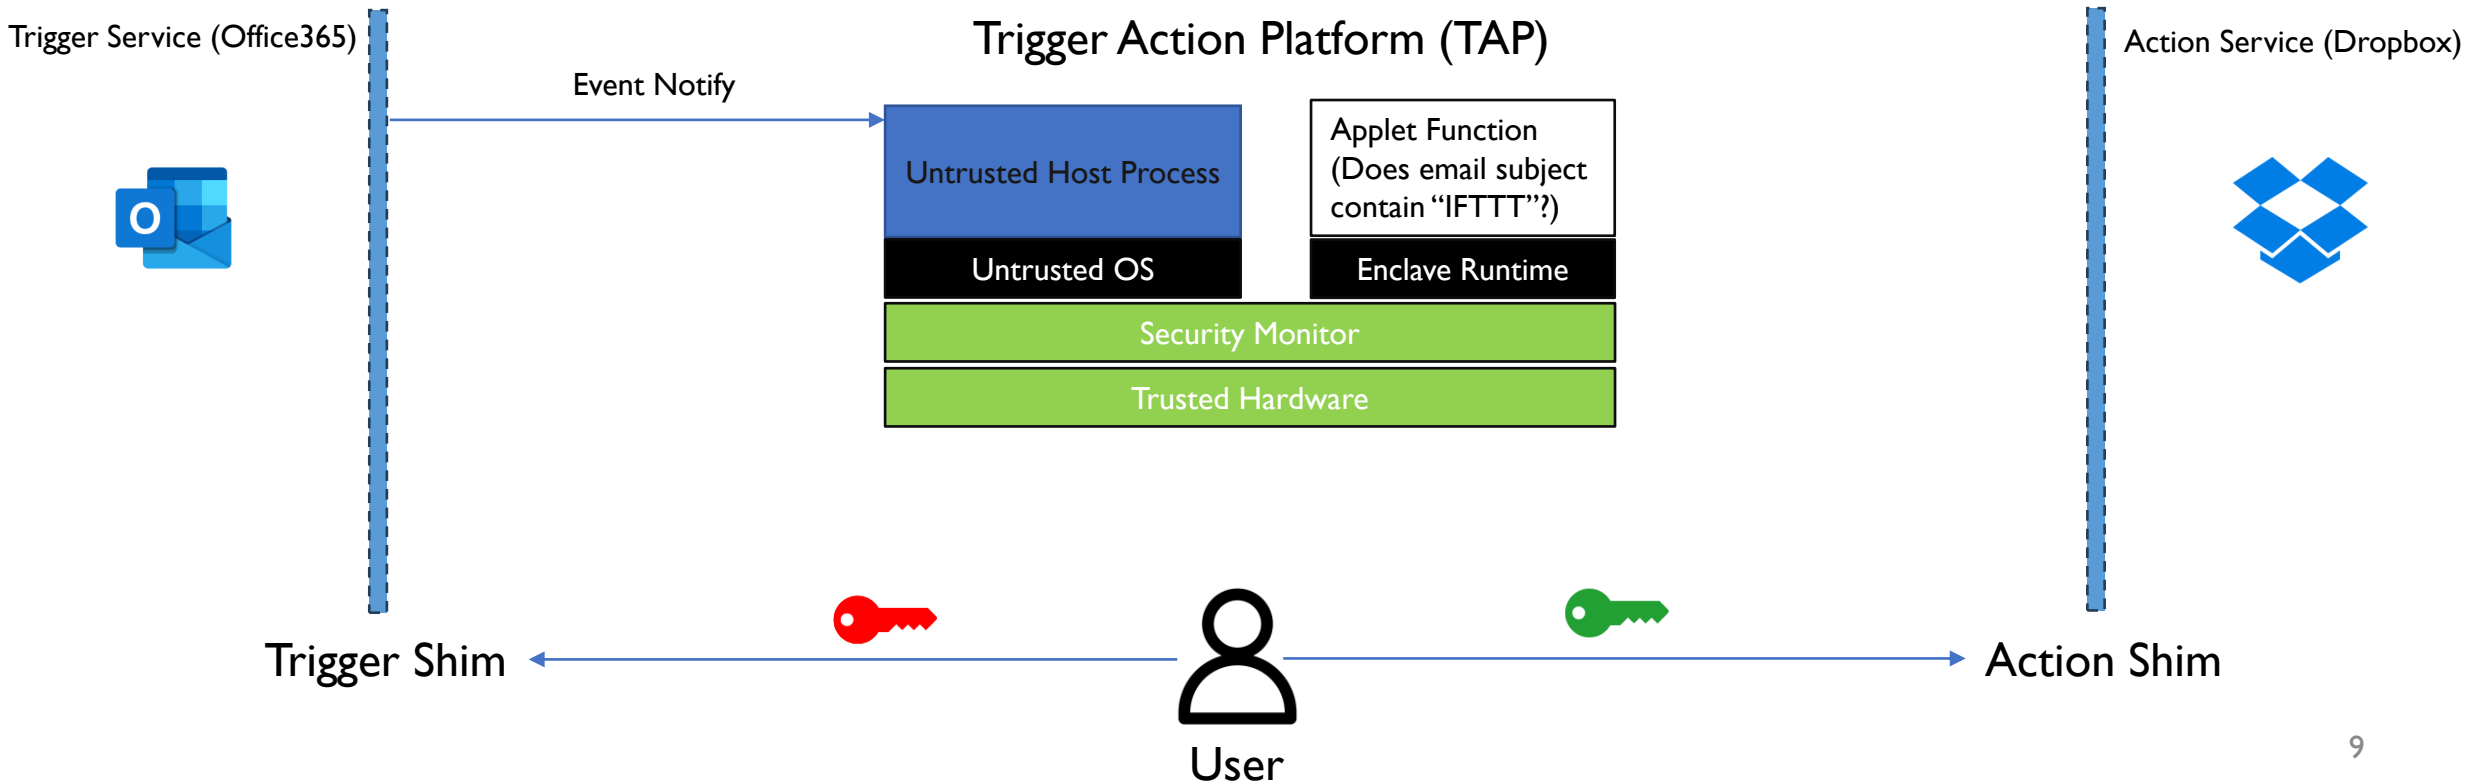 Trigger Service (Office365)
Trigger Action Platform (TAP)
Action Service (Dropbox)
Event Notify
Untrusted Host Process
Applet Function
(Does email subject
contain “IFTTT”?)
O
Untrusted OS
Enclave Runtime
Security Monitor
Trusted Hardware
Trigger Shim
Action Shim
User
9